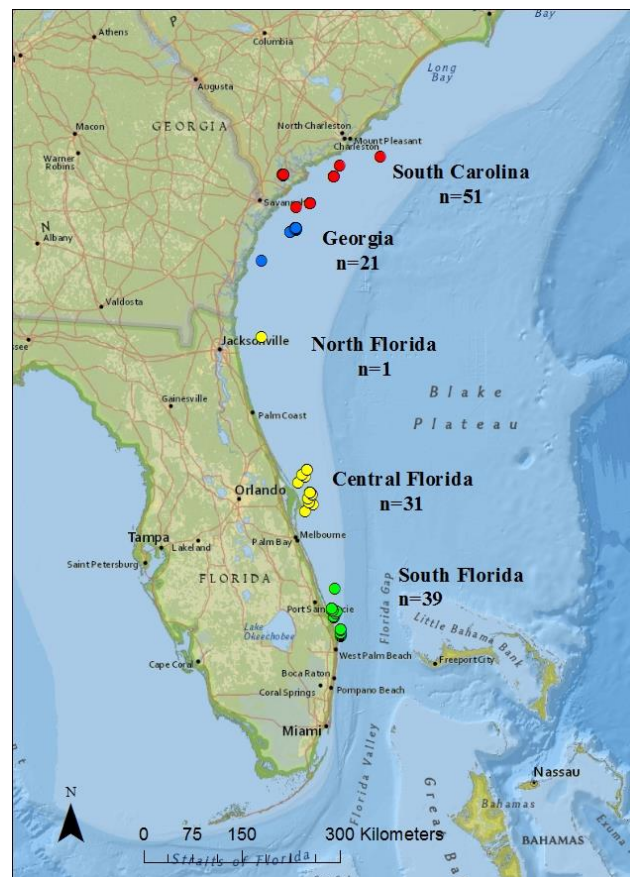 Athens
P
Columbia
Bay
Long
Bay
Augusta
GEORGIA
Macon
North Charleston
Mount Pleasant
Charleston
Warner
Robins
South Carolina
n=51
Savannah
N
Albany
Georgia
n=21
Valdosta
ssee
Jacksonville
North Florida
n=1
Blake
Plateau
Gainesville
Palm Coast
Central Florida
n=31
Orlando
Melbourne
Palm Bay
Tampa
Lakeland
Saint Petersburg
FLORIDA
South Florida
n=39
Port Saint Lucie
Florida Gap
Lake
Okeechobee
Little Bahama Bank
West Palm Beach
Freeport City
Cape Coral
Boca Raton
Coral Springs
Pompano Beach
Miami
Florida Valley
Nassau
N
Great Ba
Bahamas
BAHAMAS
Exuma
0 75 150 300 Kilometers
Straits of Florida